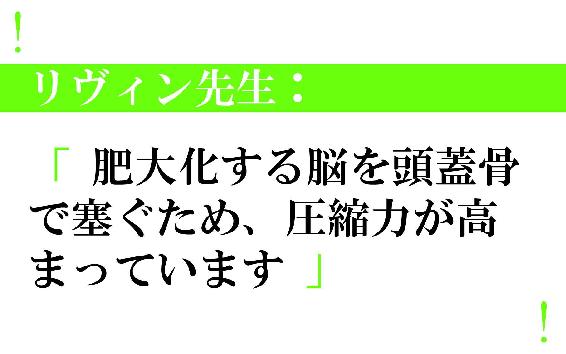 ！
リヴィン先生：
「 肥大化する脳を頭蓋骨
で塞ぐため、圧縮力が高
まっています 」
！